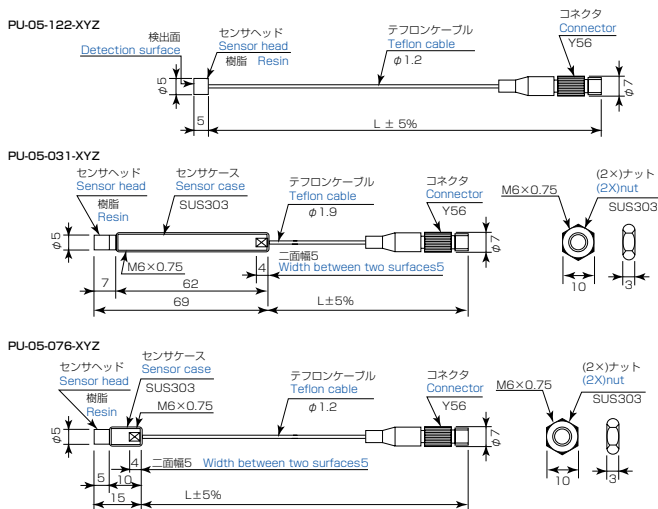 PU-05-122-XYZ
検出面
Detection surface
センサヘッド
Sensor head
樹脂 Resin
テフロンケーブル
Teflon cable
φ1.2
コネクタ
Connector
Y56
φ5
φ7
5
L ± 5%
PU-05-031-XYZ
センサヘッド
Sensor head
樹脂
Resin
センサケース
Sensor case
SUS303
テフロンケーブル
Teflon cable
φ1.9
コネクタ
Connector
Y56
(2×)ナット
(2X)nut
M6×0.75
SUS303
φ5
φ7
M6×0.75
4
二面幅5
Width between two surfaces5
7
62
69
L±5%
10
3
PU-05-076-XYZ
センサヘッド
Sensor head
樹脂
Resin
センサケース
Sensor case
SUS303
M6×0.75
テフロンケーブル
Teflon cable
φ1.2
コネクタ
Connector
Y56
(2×)ナット
(2X)nut
M6×0.75
SUS303
φ5
φ7
4
二面幅5 Width between two surfaces5
5
10
15
L±5%
10
3